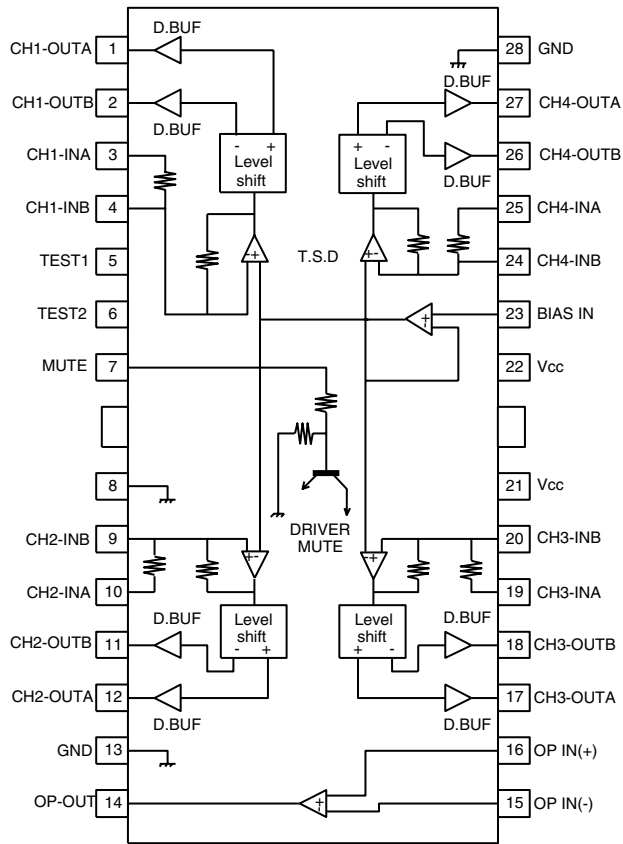 D.BUF
CH1-OUTA 1
28 GND
D.BUF
CH1-OUTB 2
27 CH4-OUTA
D.BUF
- +
Level
shift
+ -
Level
shift
CH1-INA 3
26 CH4-OUTB
D.BUF
CH1-INB 4
25 CH4-INA
TEST1 5
-+
T.S.D
+-
24 CH4-INB
TEST2 6
-+
23 BIAS IN
MUTE 7
22 Vcc
8
21 Vcc
DRIVER
MUTE
CH2-INB 9
+-
+-
20 CH3-INB
CH2-INA 10
19 CH3-INA
Level
shift
- +
Level
shift
+ -
D.BUF
D.BUF
CH2-OUTB 11
18 CH3-OUTB
CH2-OUTA 12
17 CH3-OUTA
D.BUF
D.BUF
GND 13
16 OP IN(+)
OP-OUT 14
-+
15 OP IN(-)